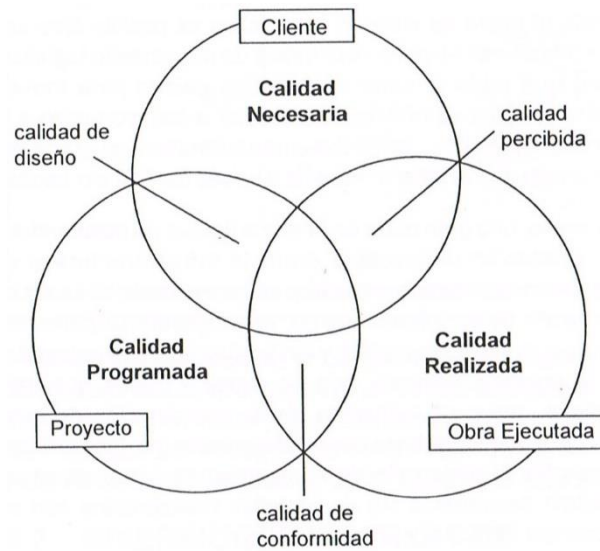 Cliente
Calidad
Necesaria
calidad de
diseño
calidad
percibida
Calidad
Programada
Calidad
Realizada
Proyecto
Obra Ejecutada
calidad de
conformidad